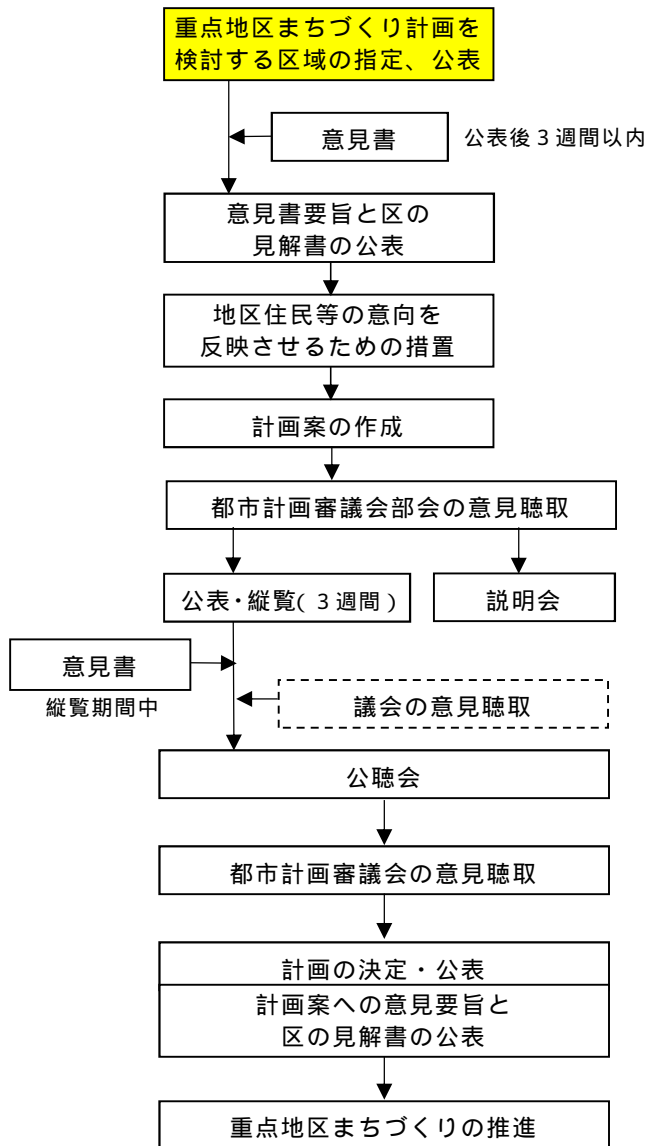 重点地区まちづくり計画を
検討する区域の指定、公表
意見書
公表後3週間以内
意見書要旨と区の
見解書の公表
地区住民等の意向を
反映させるための措置
計画案の作成
都市計画審議会部会の意見聴取
公表・縦覧(3週間)
説明会
意見書
縦覧期間中
議会の意見聴取
公聴会
都市計画審議会の意見聴取
計画の決定・公表
計画案への意見要旨と
区の見解書の公表
重点地区まちづくりの推進